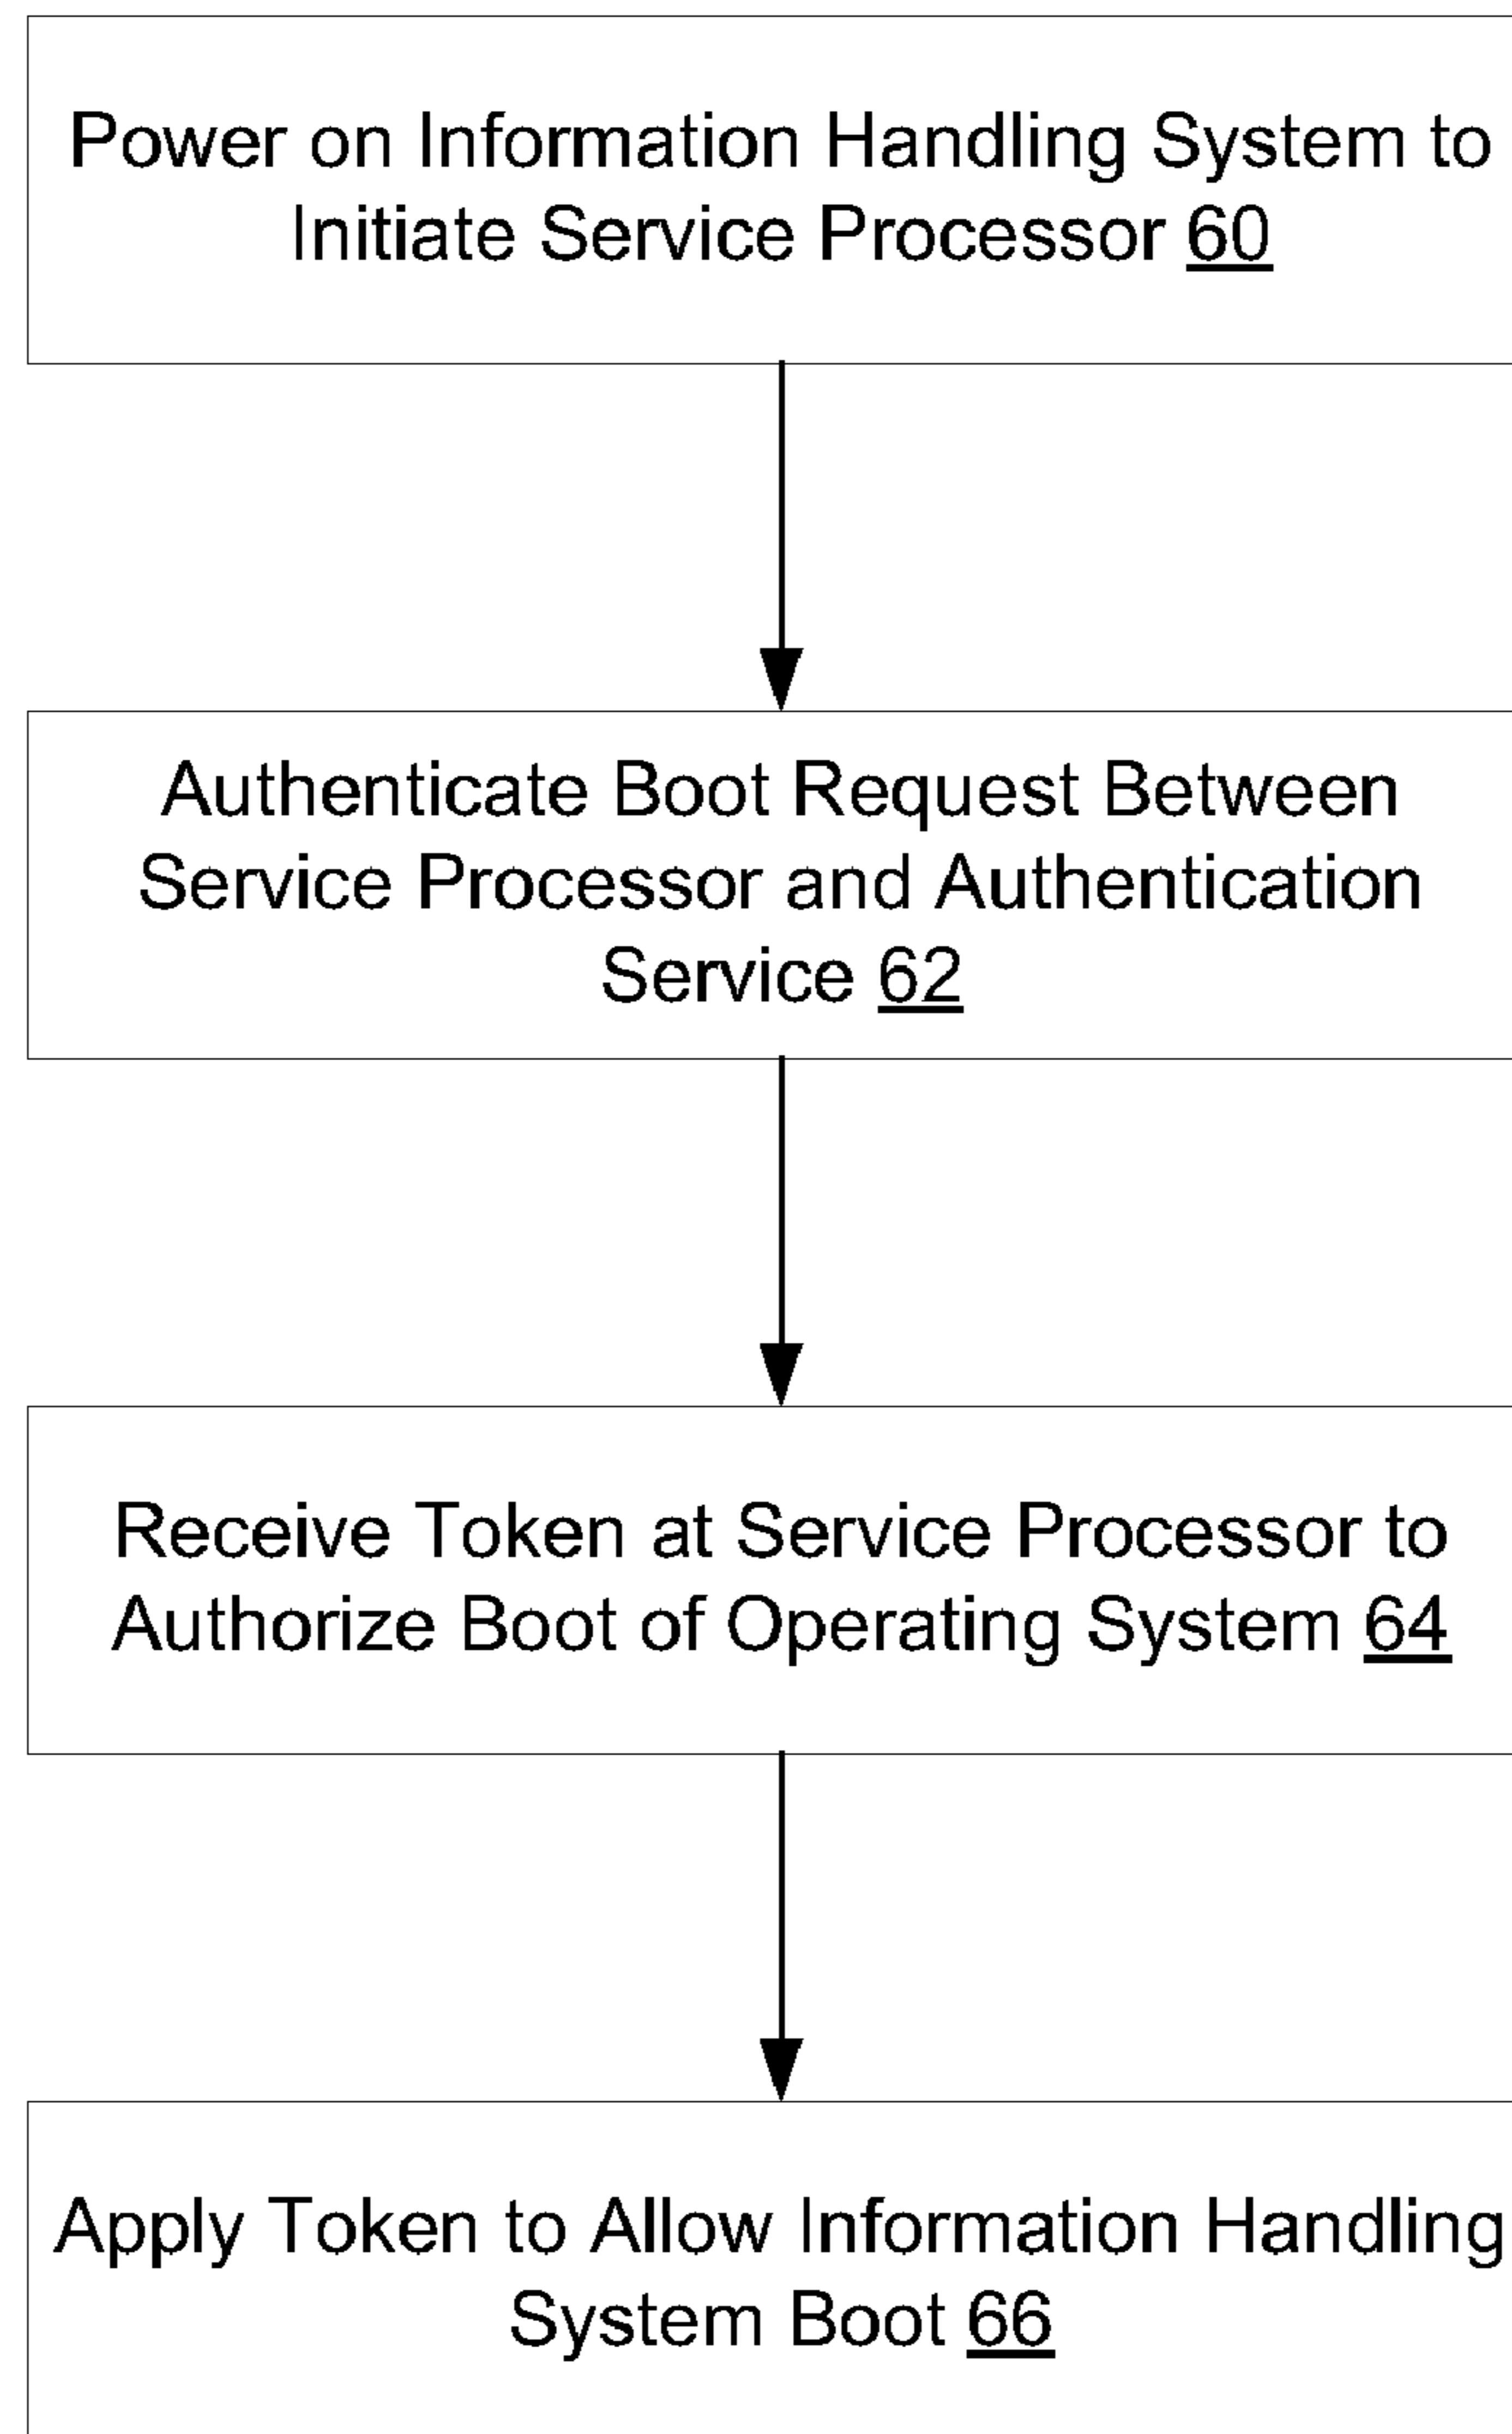 Power on Information Handling System to
Initiate Service Processor 60
Authenticate Boot Request Between
Service Processor and Authentication
Service 62
Receive Token at Service Processor to
Authorize Boot of Operating System 64
Apply Token to Allow Information Handling
System Boot 66